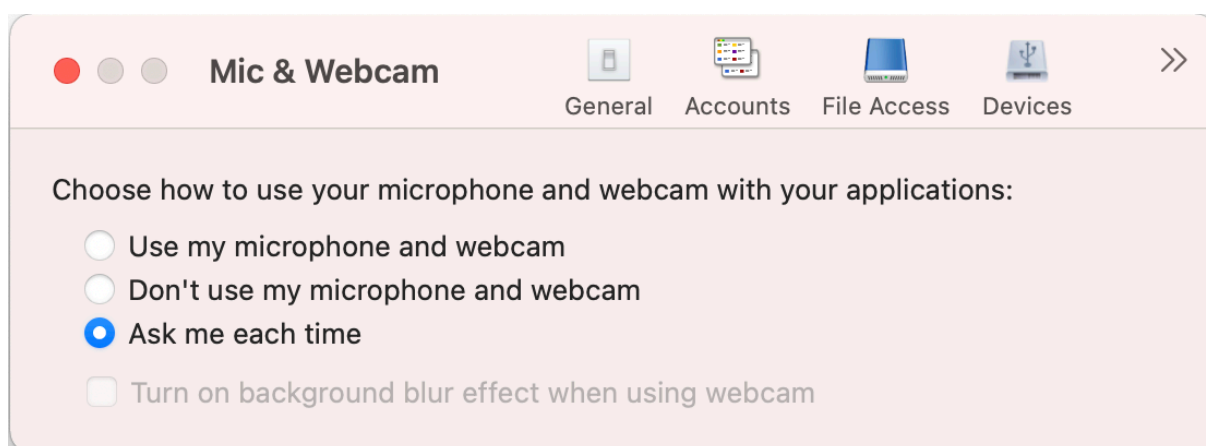 Mic & Webcam
General Accounts File Access Devices
Choose how to use your microphone and webcam with your applications:
Use my microphone and webcam
Don't use my microphone and webcam
Ask me each time
Turn on background blur effect when using webcam